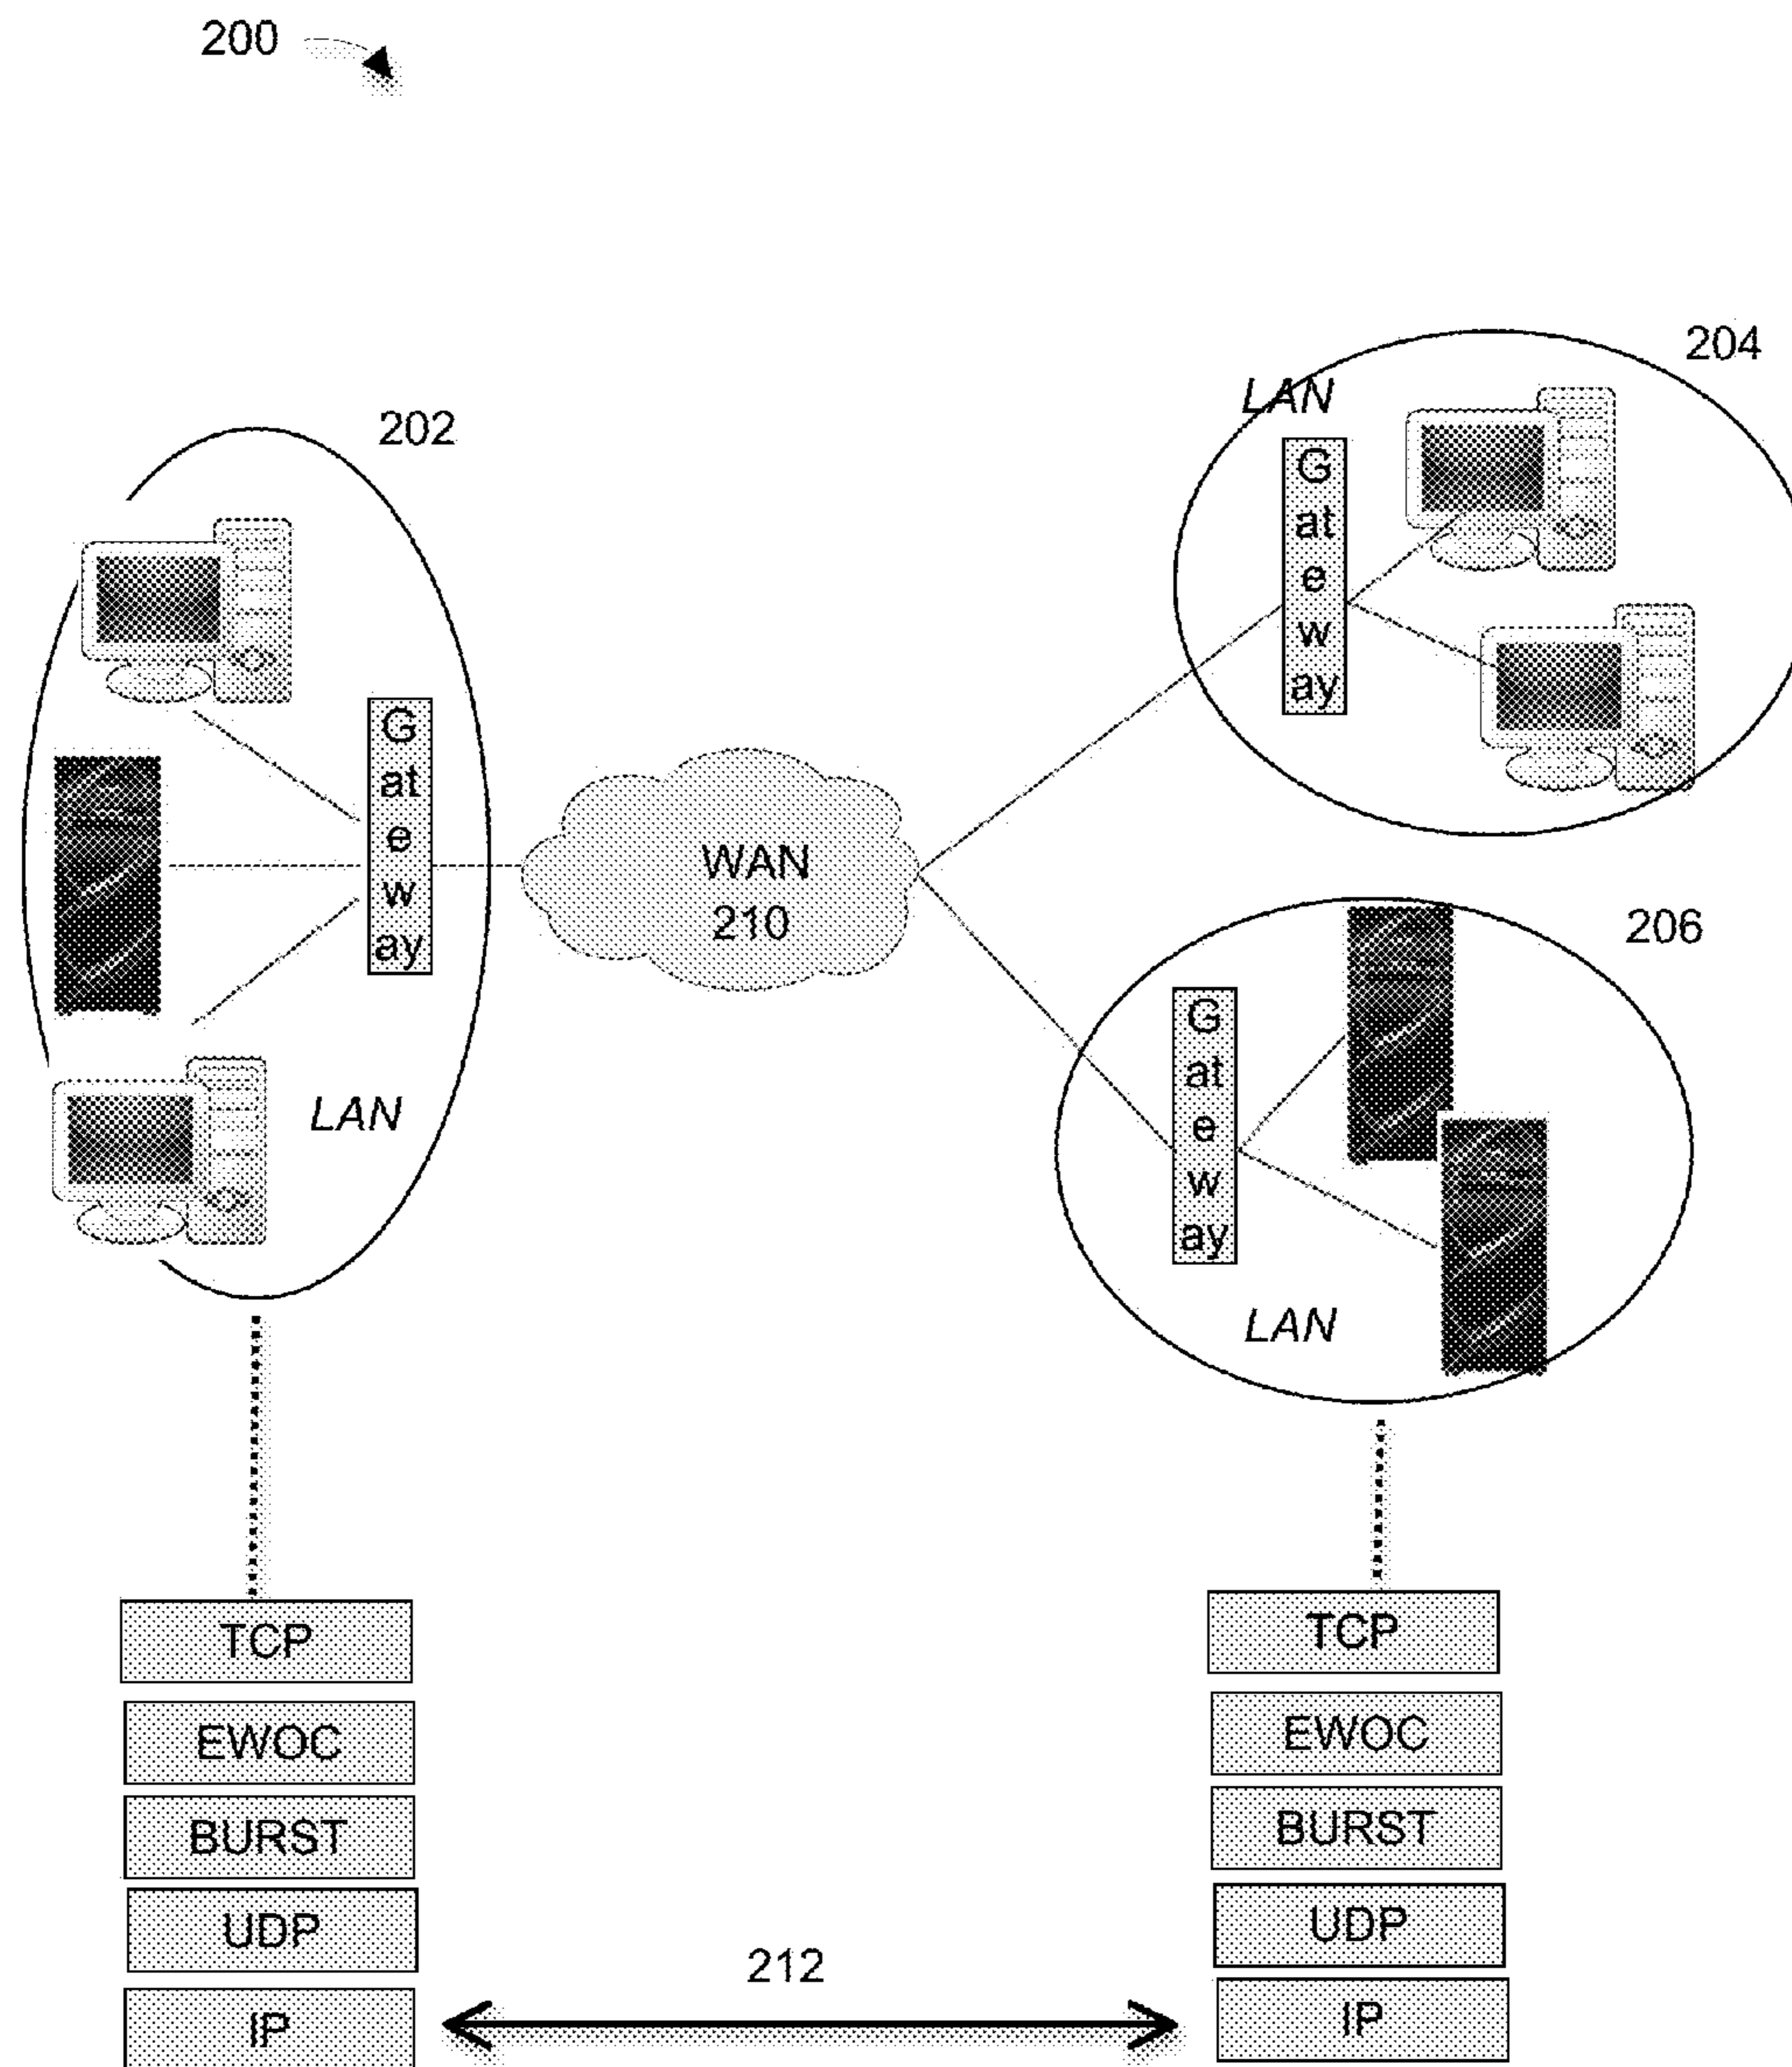 200
204
LAN
G
at
e
w
ay
202
G
at
e
w
ay
LAN
WAN
210
206
G
at
e
w
ay
LAN
TCP
EWOC
BURST
UDP
IP
212
TCP
EWOC
BURST
UDP
IP